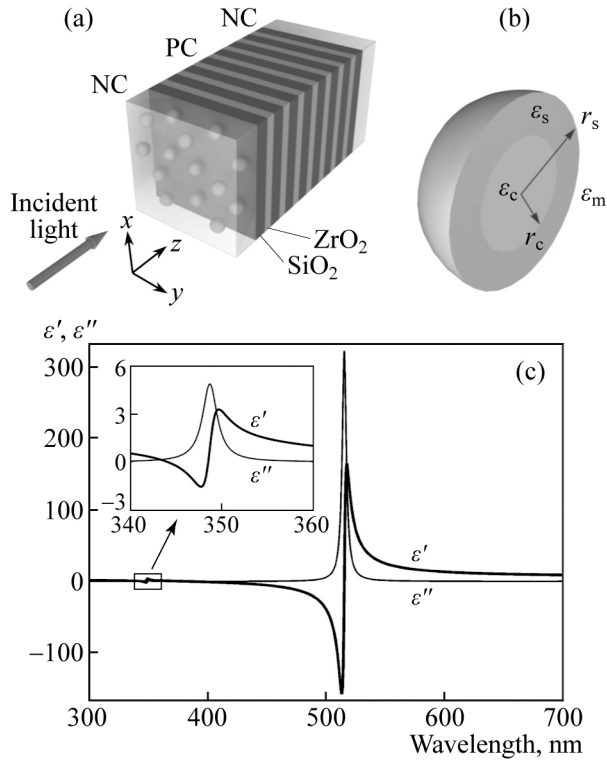 (a)
NC
PC
NC
Incident
light
x
z
y
ZrO₂
SiO₂
(b)
εs
rs
εc
εm
rc
ε′, ε″
(c)
300
200
100
0
−100
300
400
500
600
700
Wavelength, nm
ε′
ε″
6
3
0
−3
340
350
360
ε′
ε″